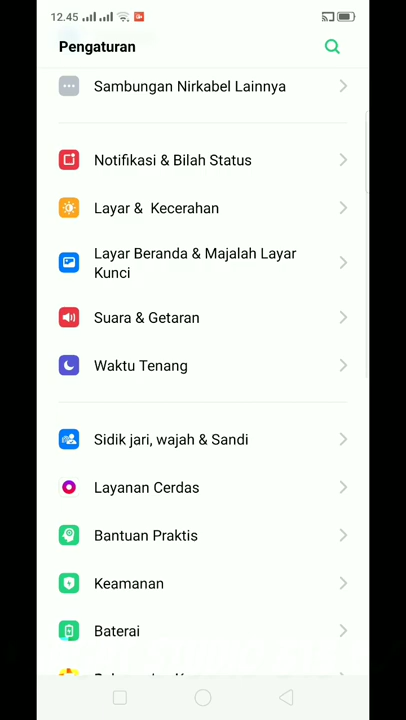 12.45
Pengaturan
Sambungan Nirkabel Lainnya
Notifikasi & Bilah Status
Layar & Kecerahan
Layar Beranda & Majalah Layar
Kunci
Suara & Getaran
Waktu Tenang
Sidik jari, wajah & Sandi
Layanan Cerdas
Bantuan Praktis
Keamanan
Baterai